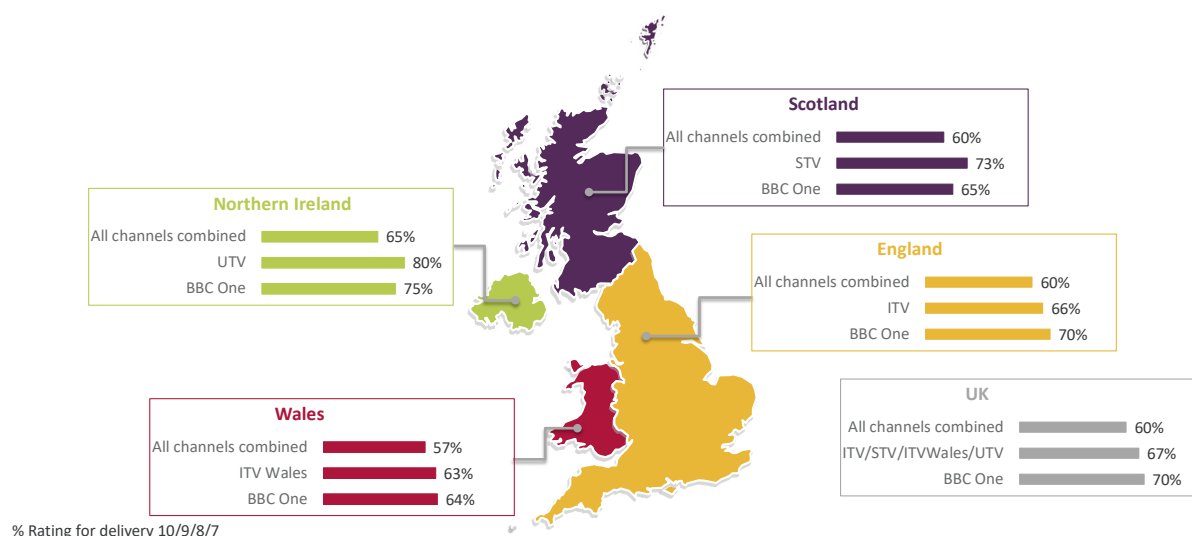 Scotland
All channels combined 60%
STV 73%
BBC One 65%
Northern Ireland
All channels combined 65%
UTV 80%
BBC One 75%
England
All channels combined 60%
ITV 66%
BBC One 70%
Wales
All channels combined 57%
ITV Wales 63%
BBC One 64%
UK
All channels combined 60%
ITV/STV/ITVWales/UTV 67%
BBC One 70%
% Rating for delivery 10/9/8/7